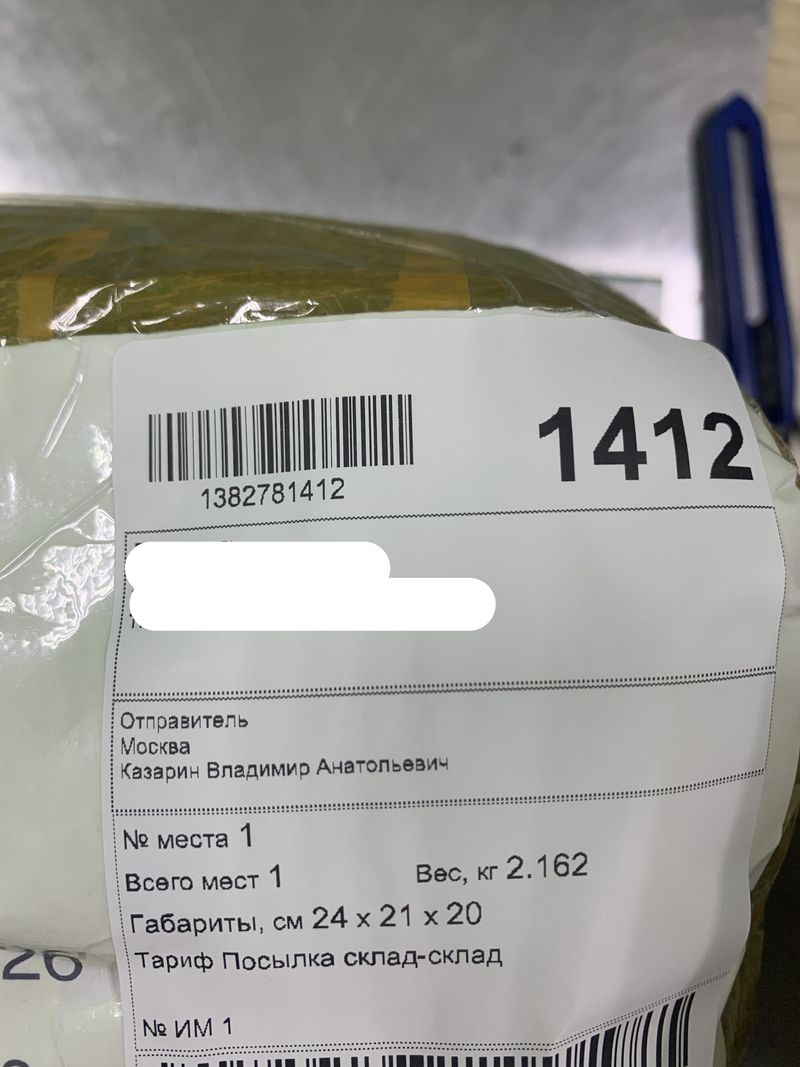 1382781412
1412
Отправитель
Москва
Казарин Владимир Анатольевич
№ места 1
Всего мест 1
Вес, кг 2.162
Габариты, см 24 x 21 x 20
Тариф Посылка склад-склад
№ ИМ 1
26